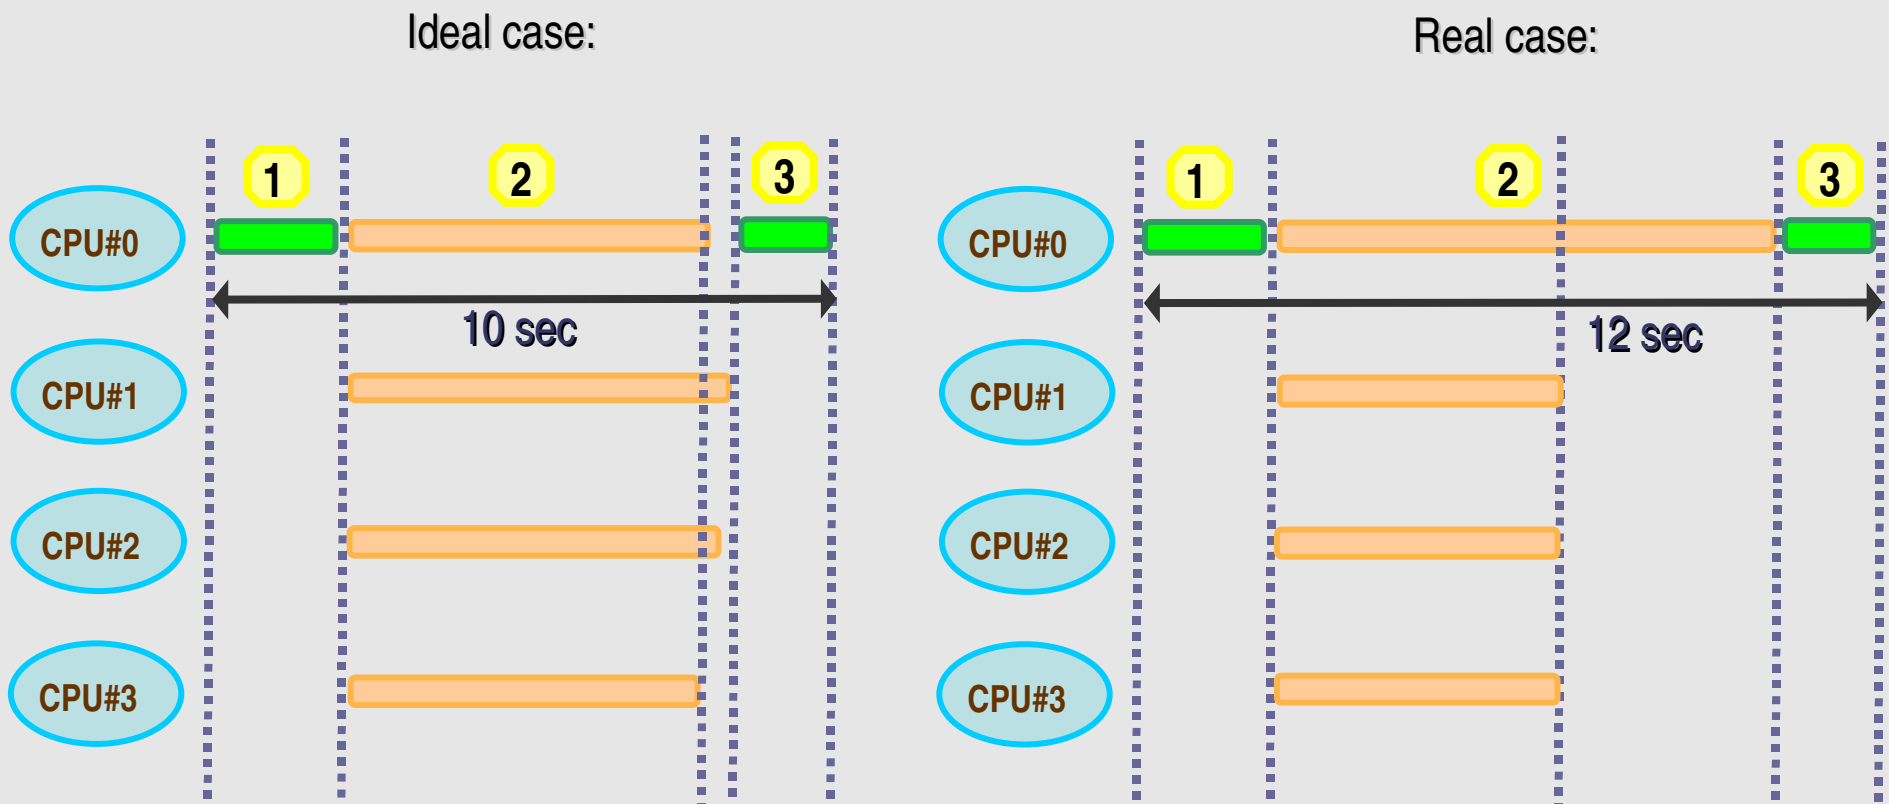 Ideal case:
1
2
3
CPU#0
10 sec
CPU#1
CPU#2
CPU#3
Real case:
1
2
3
CPU#0
12 sec
CPU#1
CPU#2
CPU#3